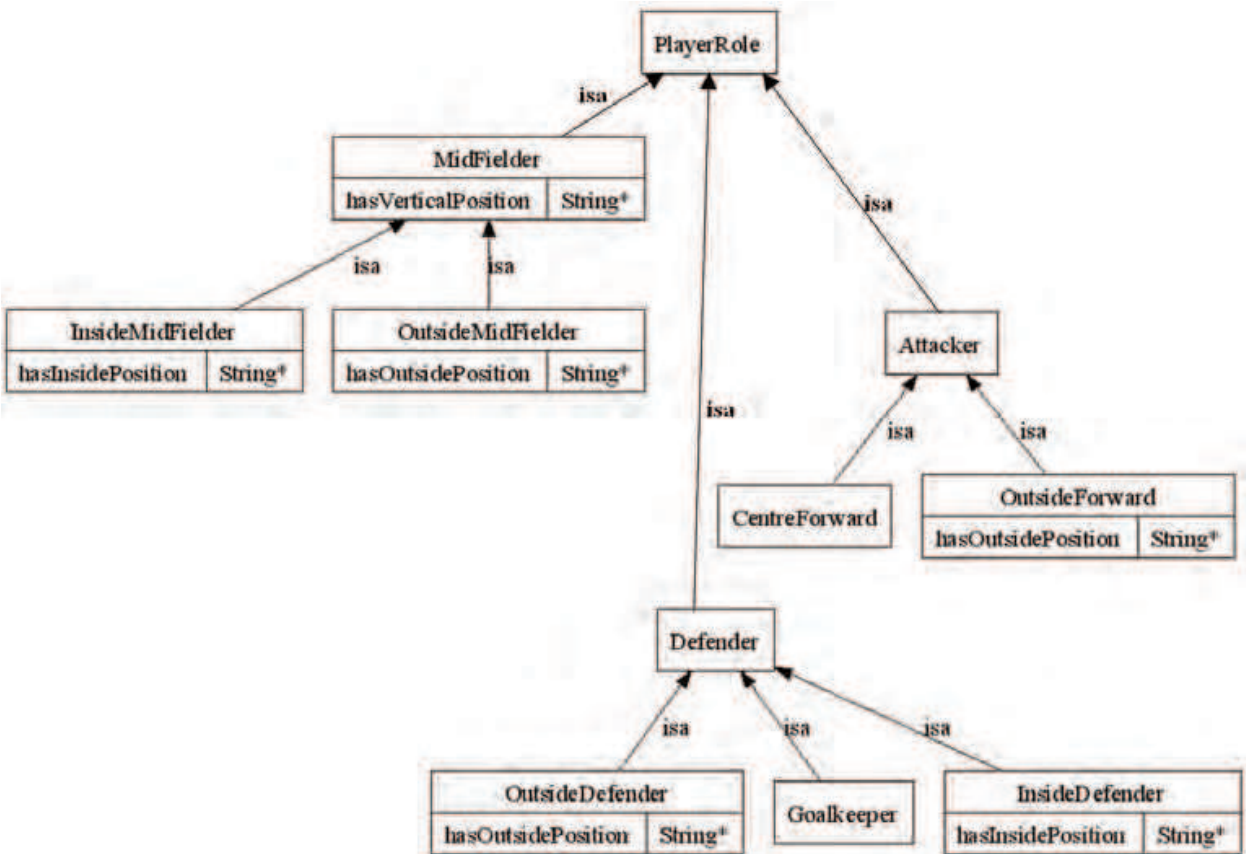 PlayerRole
isa
MidFielder
hasVerticalPosition String*
isa
isa isa
InsideMidFielder OutsideMidFielder
hasInsidePosition String* hasOutsidePosition String*
Attacker
isa
isa isa
CentreForward OutsideForward
hasOutsidePosition String*
Defender
isa isa isa
OutsideDefender Goalkeeper InsideDefender
hasOutsidePosition String* hasInsidePosition String*